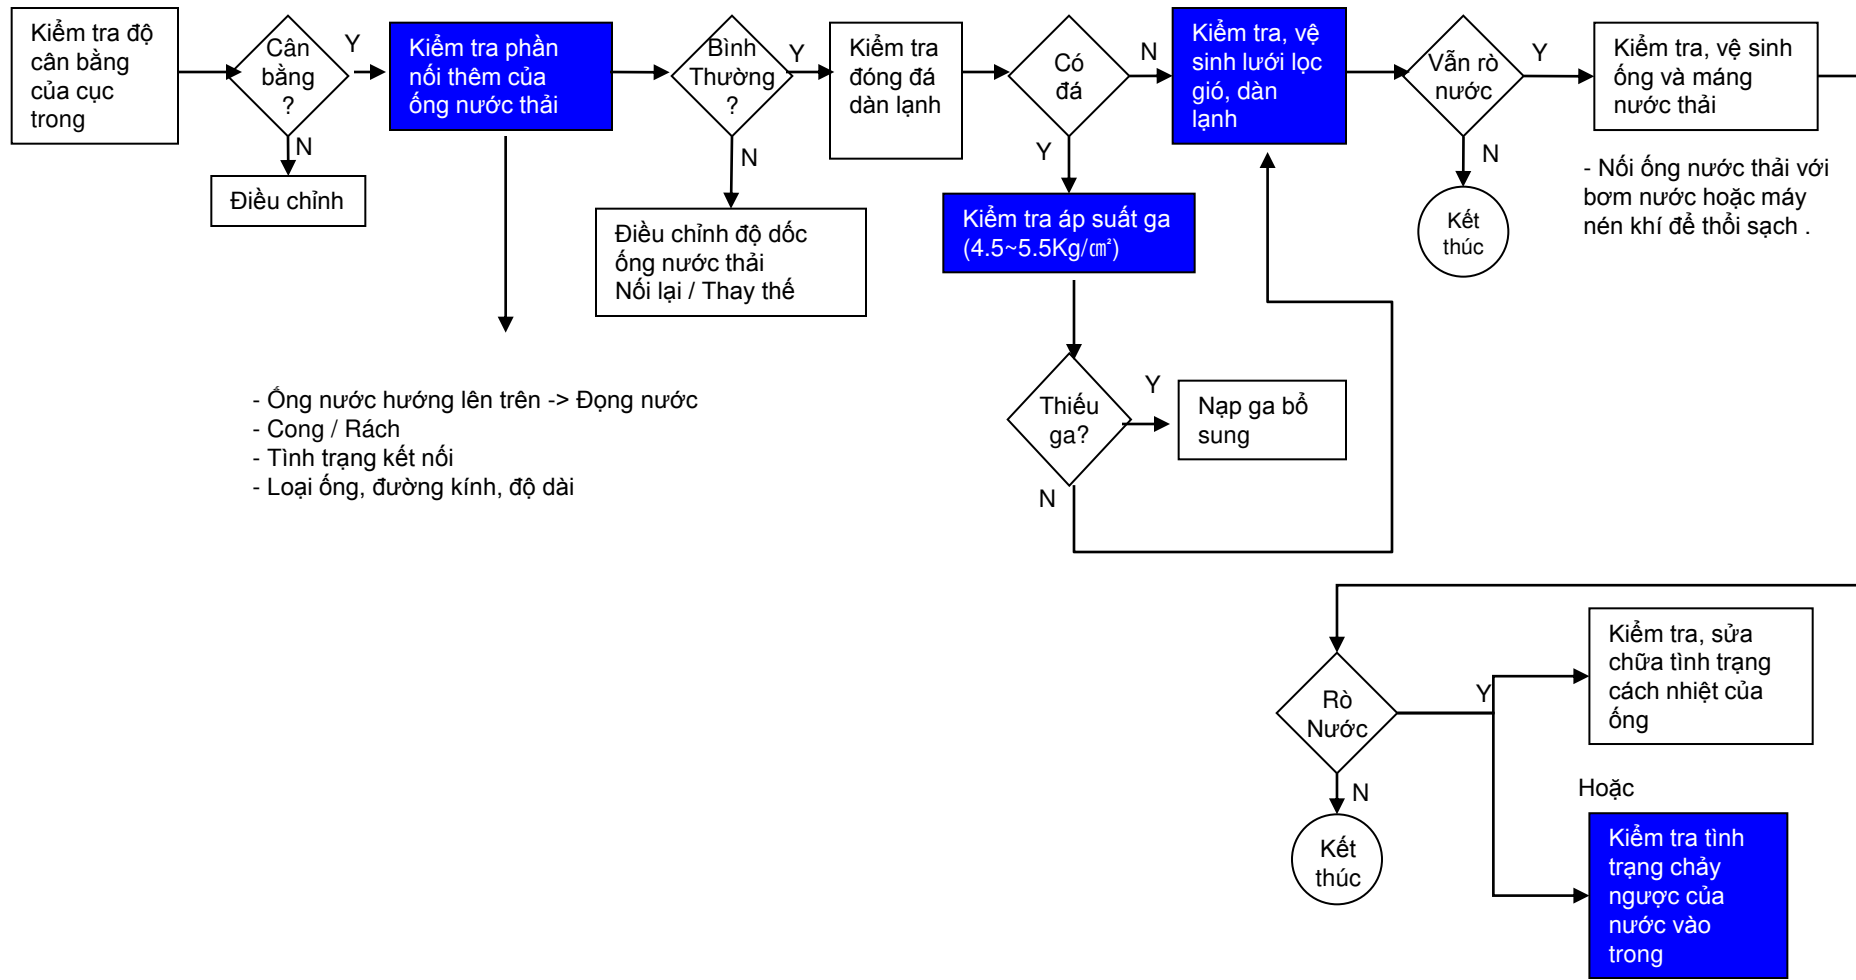 Kiểm tra độ
cân bằng
của cục
trong
Cân
bằng
?
Y
N
Điều chỉnh
Kiểm tra phần
nối thêm của
ống nước thải
- Ống nước hướng lên trên -> Đọng nước
- Cong / Rách
- Tình trạng kết nối
- Loại ống, đường kính, độ dài
Bình
Thường
?
Y
N
Điều chỉnh độ dốc
ống nước thải
Nối lại / Thay thế
Kiểm tra
đóng đá
dàn lạnh
Có
đá
N
Y
Kiểm tra áp suất ga
(4.5~5.5Kg/㎠)
Thiếu
ga?
Y
N
Nạp ga bổ
sung
Kiểm tra, vệ
sinh lưới lọc
gió, dàn
lạnh
Vẫn rò
nước
Y
N
Kết
thúc
Kiểm tra, vệ sinh
ống và máng
nước thải
- Nối ống nước thải với
bơm nước hoặc máy
nén khí để thổi sạch .
Rò
Nước
Y
N
Kết
thúc
Kiểm tra, sửa
chữa tình trạng
cách nhiệt của
ống
Hoặc
Kiểm tra tình
trạng chảy
ngược của
nước vào
trong